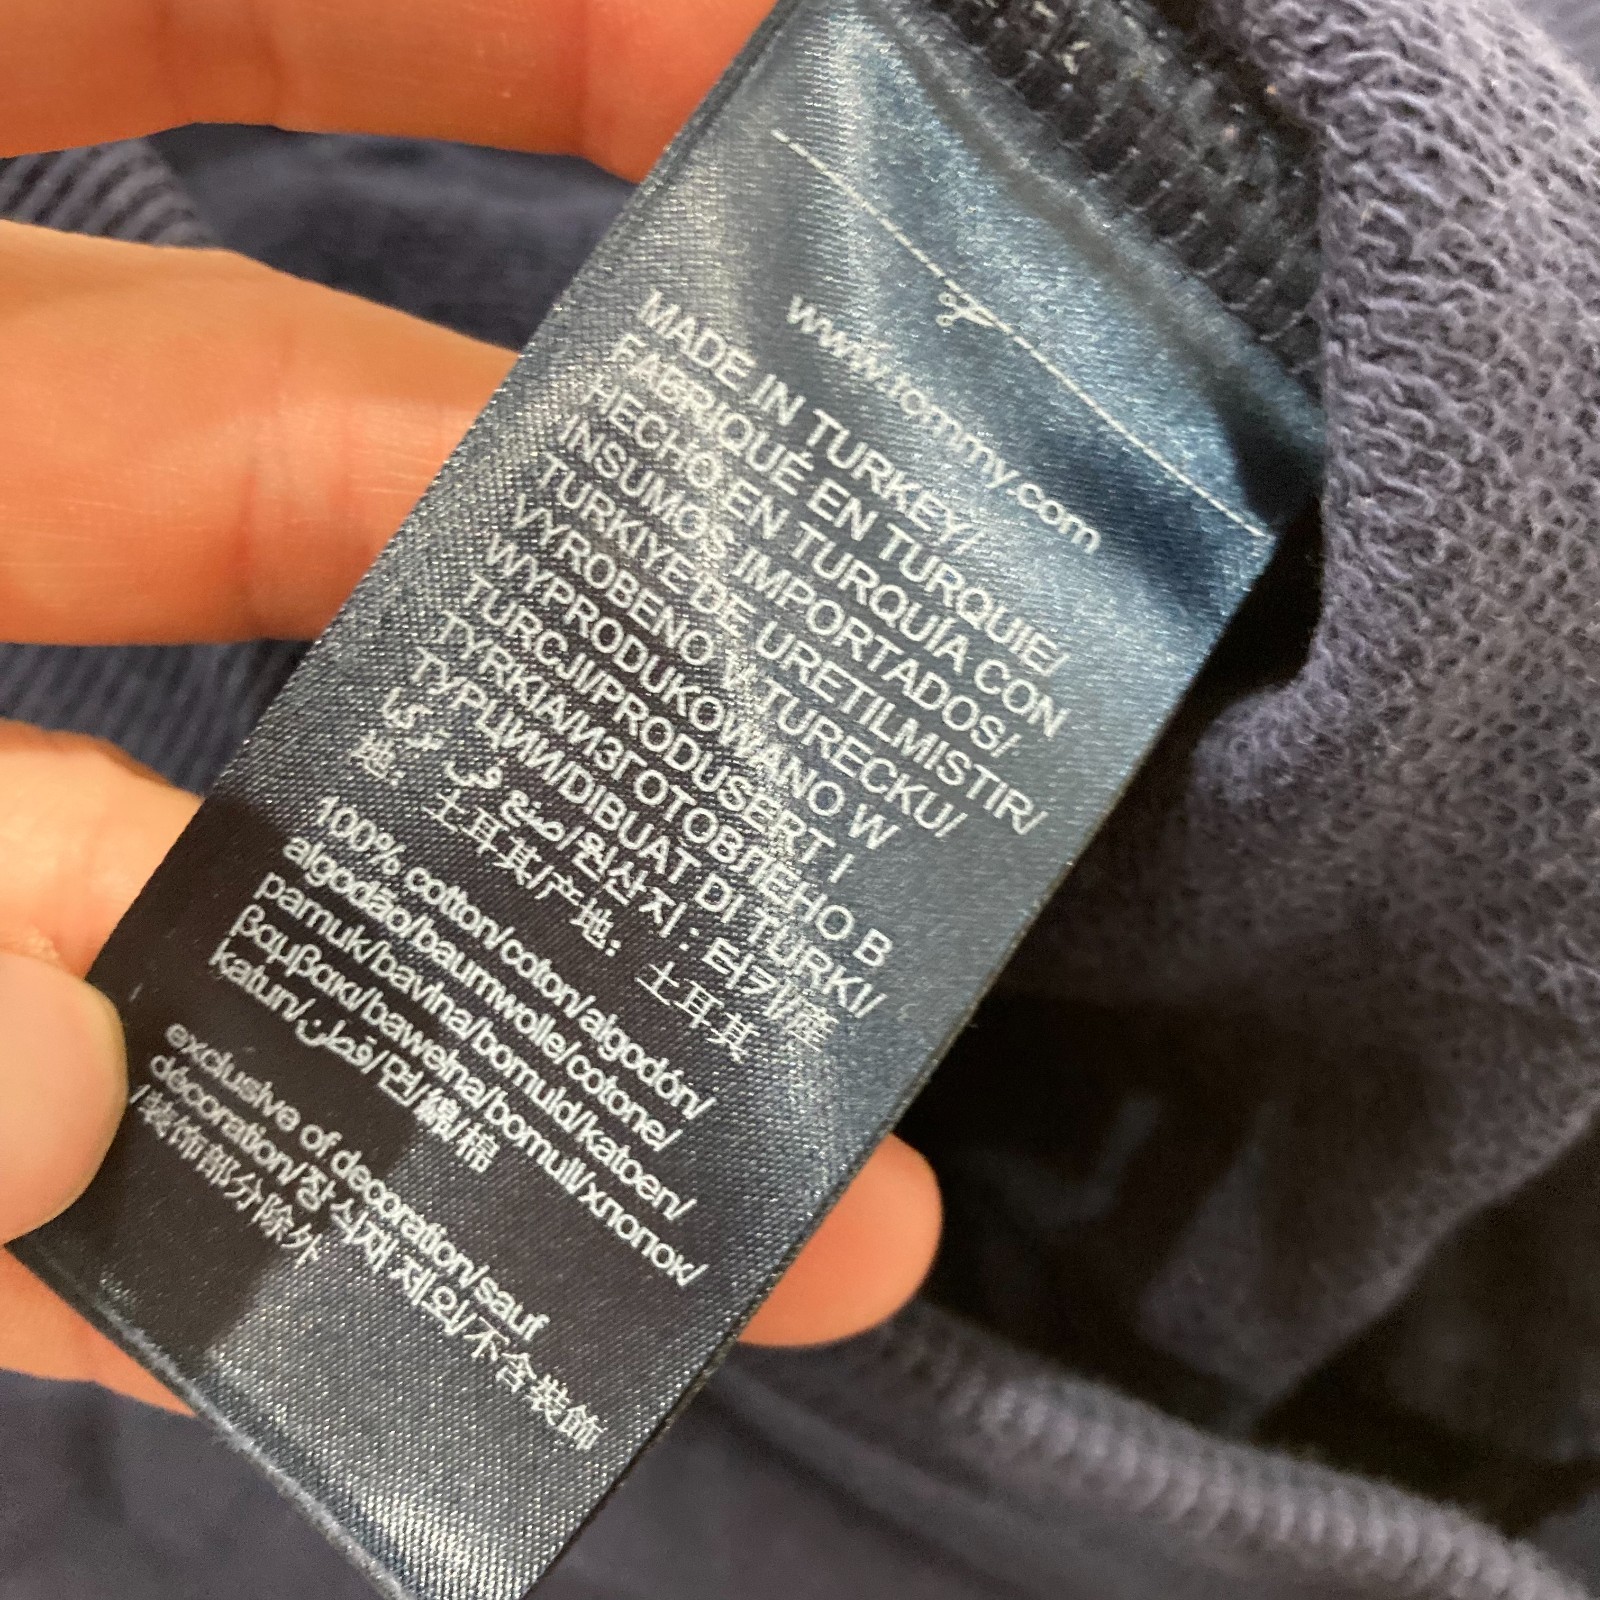 www.tommy.com
MADE IN TURKEY/
FABRIQUÉ EN TURQUIE/
HECHO EN TURQUÍA CON
INSUMOS IMPORTADOS/
TURKIYE'DE URETILMISTIR/
VYROBENO V TURECKU/
WYPRODUKOWANO W
TURCJI/PRODUSERT I
TYRKIA/ИЗГОТОВЛЕНО В
ТУРЦИИ/DIBUAT DI TURKI/
صنع في تركيا/원산지 : 터키/產
地：土耳其/产地：土耳其
100% cotton/coton/algodón/
algodão/baumwolle/cotone/
pamuk/bavlna/bomuld/katoen/
βαμβακι/bawełna/bomull/хлопок/
katun/قطن/면/綿/棉
exclusive of decoration/sauf
décoration/장식재 제외/不含装飾
/装饰部分除外